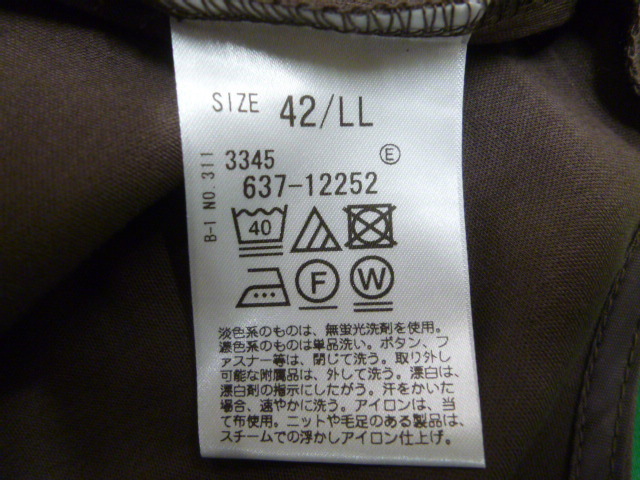 SIZE 42/LL
3345 E
637-12252
B-I NO.311
40
F W
淡色系のものは、無蛍光洗剤を使用。
濃色系のものは単品洗い。ボタン、フ
ァスナー等は、閉じて洗う。取り外し
可能な附属品は、外して洗う。漂白は、
漂白剤の指示にしたがう。汗をかいた
場合、速やかに洗う。アイロンは、当
て布使用。ニットや毛足のある製品は、
スチームでの浮かしアイロン仕上げ。